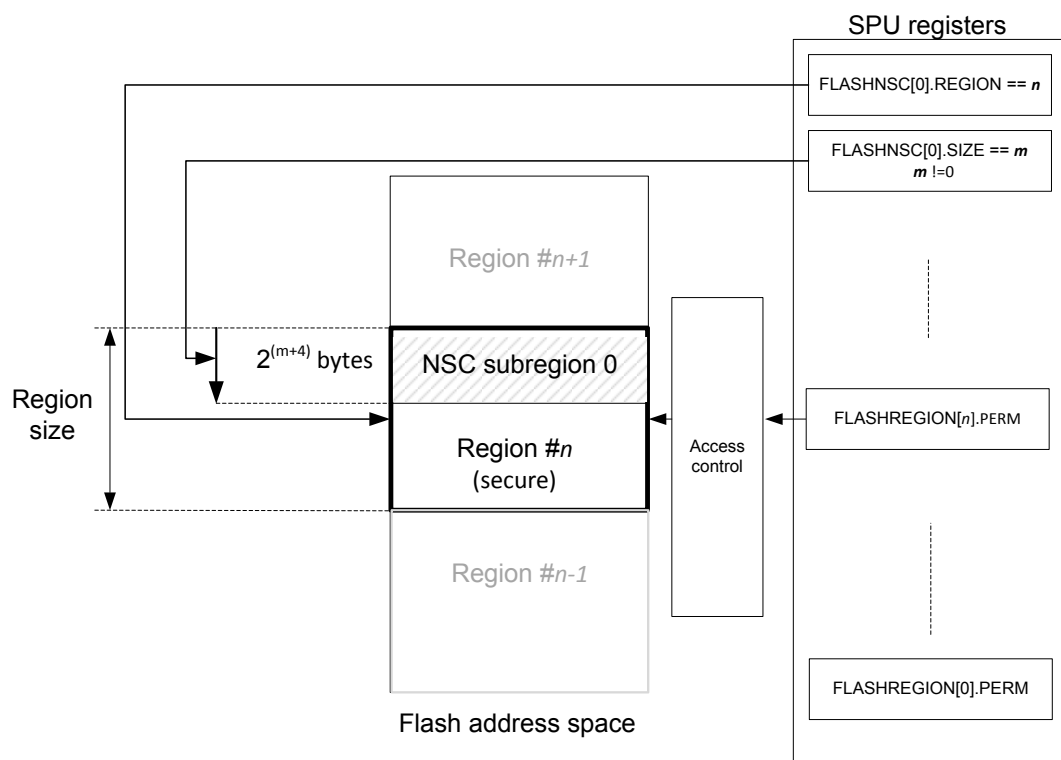 SPU registers
FLASHNSC[0].REGION == n
FLASHNSC[0].SIZE == m
m !=0
Region #n+1
2^(m+4) bytes
NSC subregion 0
Region
size
Region #n
(secure)
Access
control
FLASHREGION[n].PERM
Region #n-1
FLASHREGION[0].PERM
Flash address space